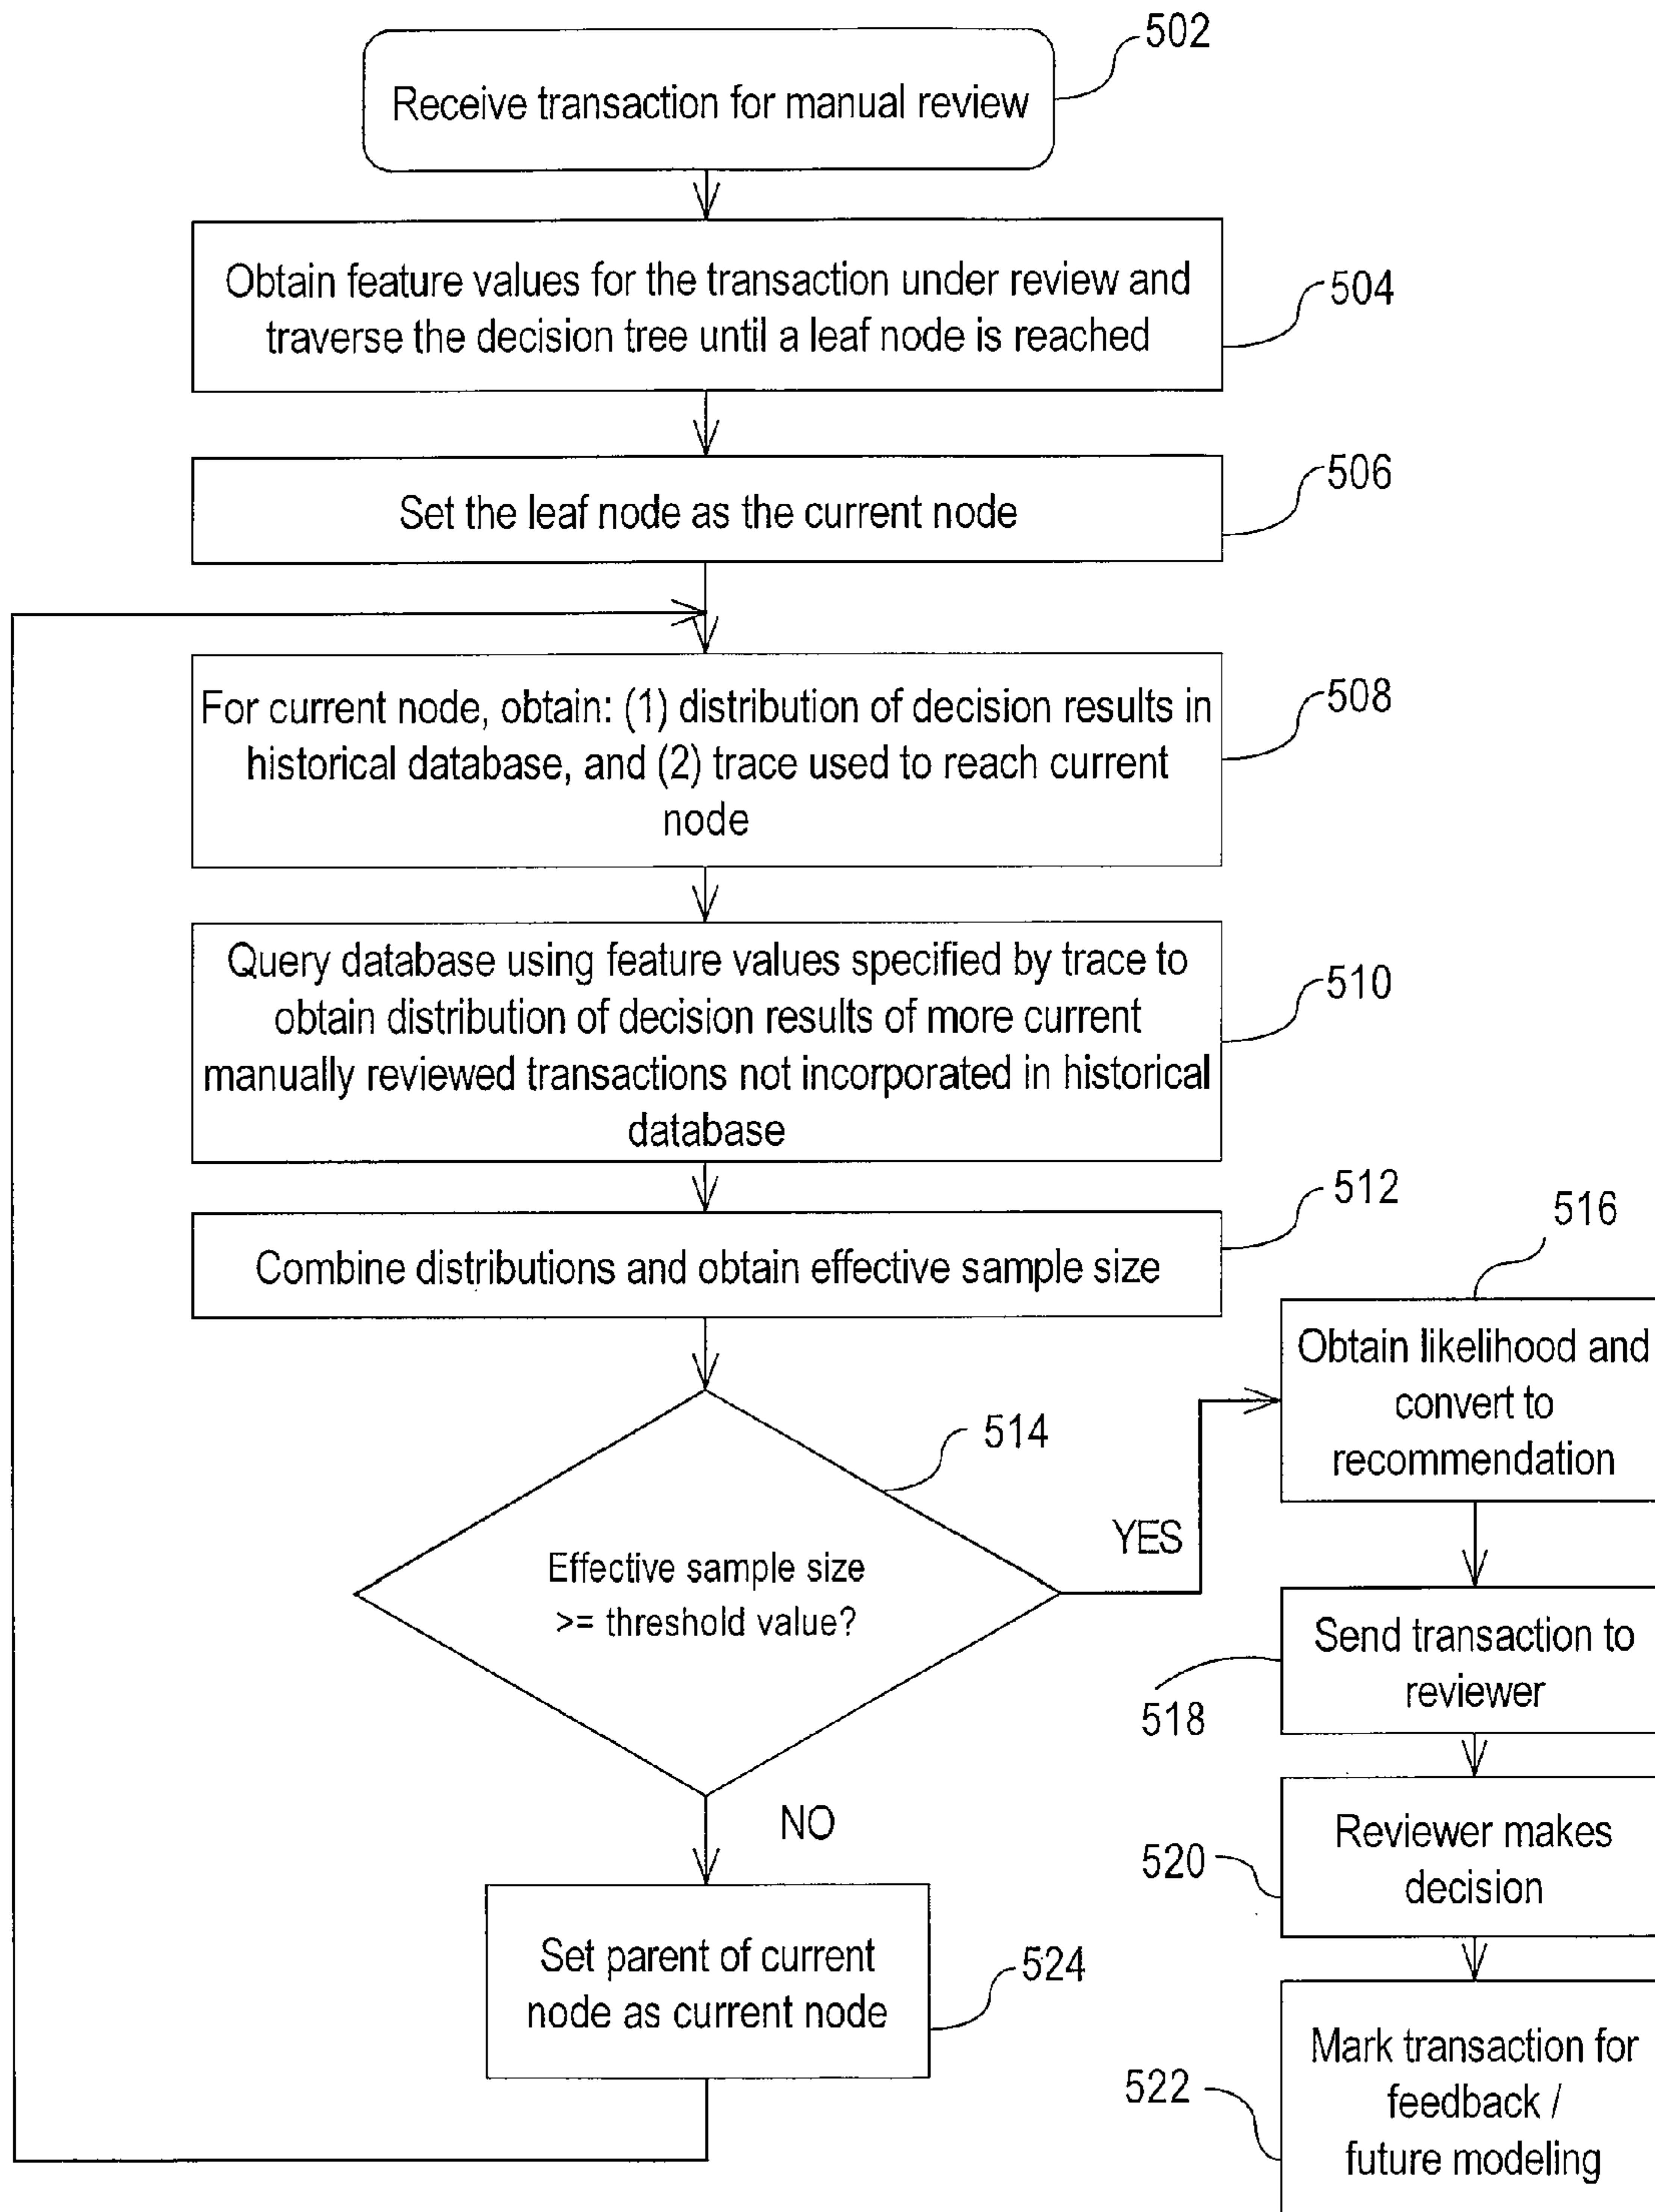 502
Receive transaction for manual review
Obtain feature values for the transaction under review and
traverse the decision tree until a leaf node is reached
504
Set the leaf node as the current node
506
For current node, obtain: (1) distribution of decision results in
historical database, and (2) trace used to reach current
node
508
Query database using feature values specified by trace to
obtain distribution of decision results of more current
manually reviewed transactions not incorporated in historical
database
510
Combine distributions and obtain effective sample size
512
Effective sample size
>= threshold value?
514
YES
NO
516
Obtain likelihood and
convert to
recommendation
Send transaction to
reviewer
518
Reviewer makes
decision
520
Mark transaction for
feedback /
future modeling
522
Set parent of current
node as current node
524